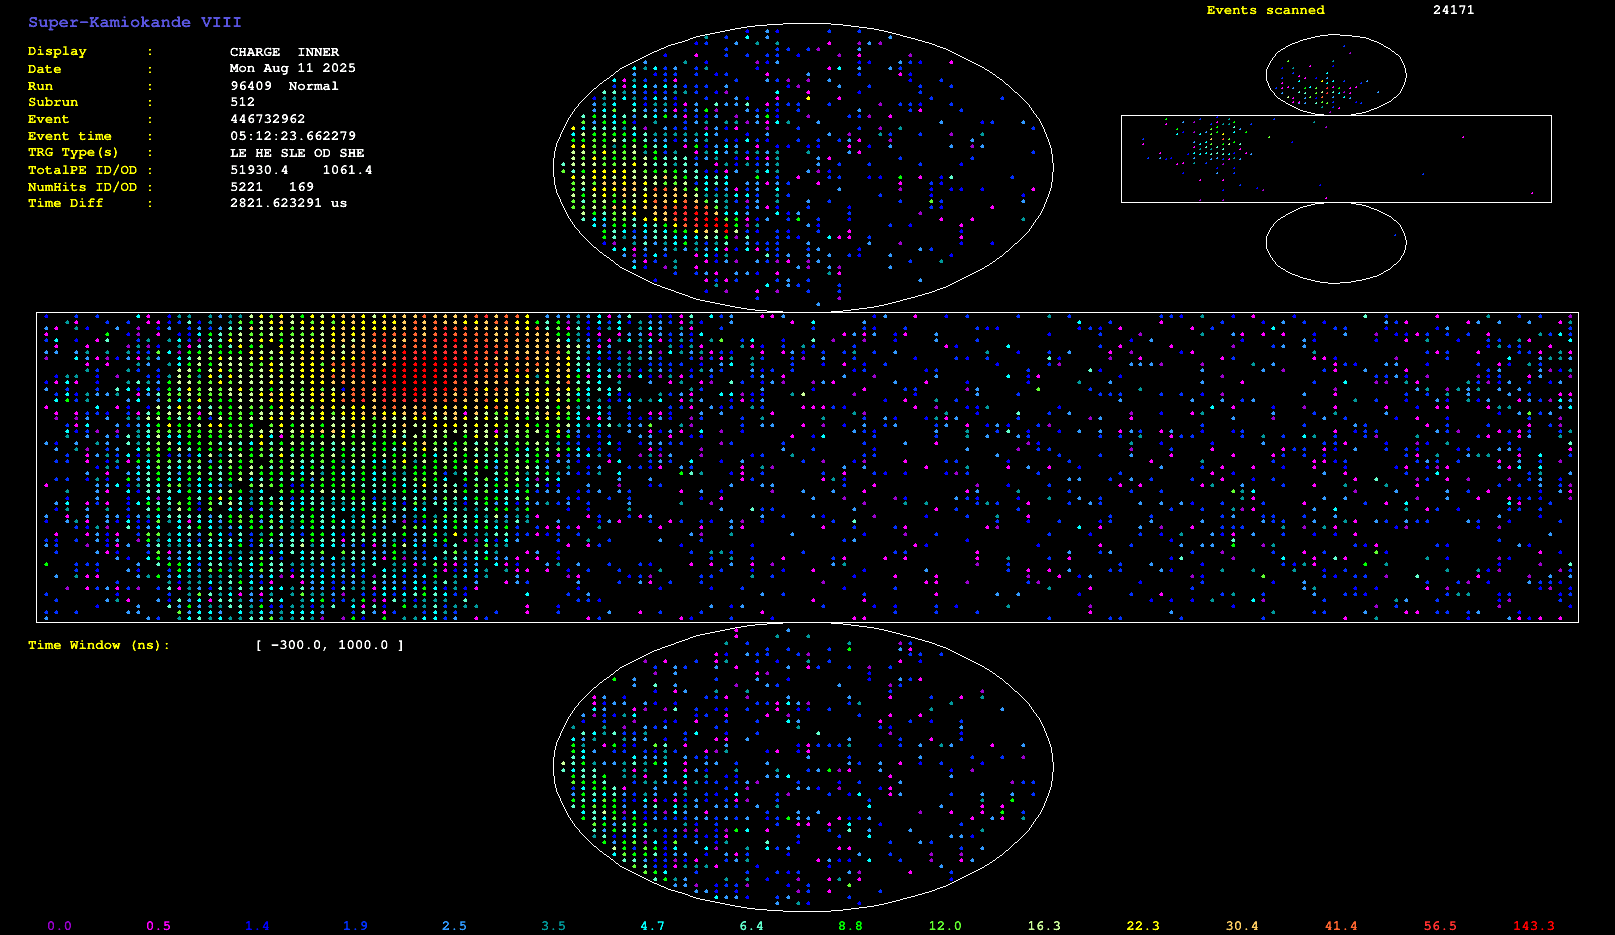 Super-Kamiokande VIII
Events scanned 24171
Display : CHARGE INNER
Date : Mon Aug 11 2025
Run : 96409 Normal
Subrun : 512
Event : 446732962
Event time : 05:12:23.662279
TRG Type(s) : LE HE SLE OD SHE
TotalPE ID/OD : 51930.4 1061.4
NumHits ID/OD : 5221 169
Time Diff : 2821.623291 us
Time Window (ns): [ -300.0, 1000.0 ]
0.0 0.5 1.4 1.9 2.5 3.5 4.7 6.4 8.8 12.0 16.3 22.3 30.4 41.4 56.5 143.3